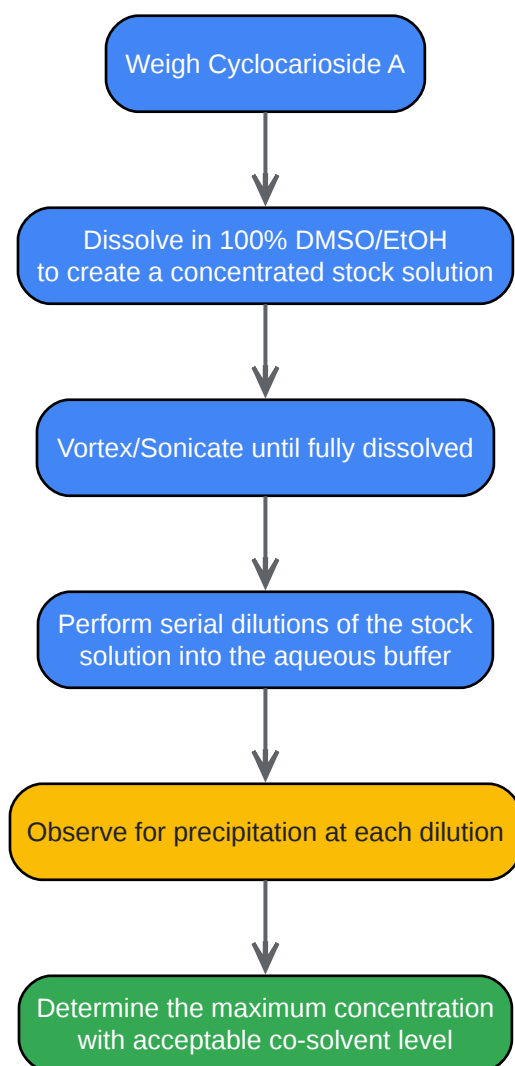 Weigh Cyclocarioside A
Dissolve in 100% DMSO/EtOH
to create a concentrated stock solution
Vortex/Sonicate until fully dissolved
Perform serial dilutions of the stock
solution into the aqueous buffer
Observe for precipitation at each dilution
Determine the maximum concentration
with acceptable co-solvent level